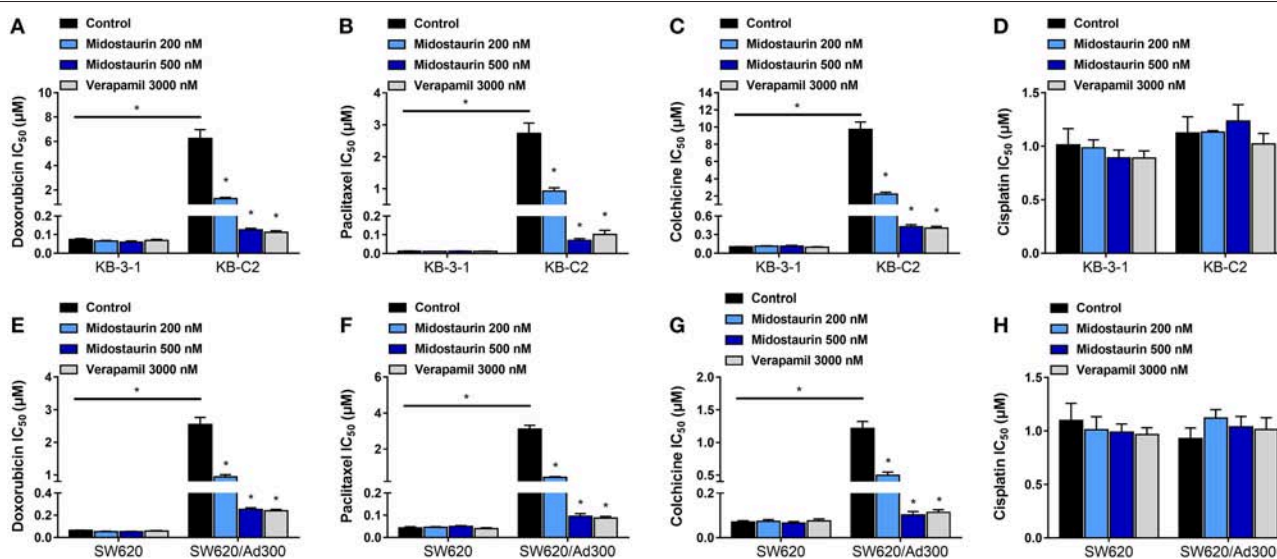 A
Control
Midostaurin 200 nM
Midostaurin 500 nM
Verapamil 3000 nM
Doxorubicin IC50 (μM)
10
8
6
4
2
0.2
0.1
0.0
*
*
*
*
KB-3-1
KB-C2
B
Control
Midostaurin 200 nM
Midostaurin 500 nM
Verapamil 3000 nM
Paclitaxel IC50 (μM)
4
3
2
1
0.2
0.1
0.0
*
*
*
*
KB-3-1
KB-C2
C
Control
Midostaurin 200 nM
Midostaurin 500 nM
Verapamil 3000 nM
Colchicine IC50 (μM)
14
12
10
8
6
4
2
0.6
0.3
0.0
*
*
*
*
KB-3-1
KB-C2
D
Control
Midostaurin 200 nM
Midostaurin 500 nM
Verapamil 3000 nM
Cisplatin IC50 (μM)
1.5
1.0
0.5
0.0
KB-3-1
KB-C2
E
Control
Midostaurin 200 nM
Midostaurin 500 nM
Verapamil 3000 nM
Doxorubicin IC50 (μM)
4
3
2
1
0.4
0.2
0.0
*
*
*
*
SW620
SW620/Ad300
F
Control
Midostaurin 200 nM
Midostaurin 500 nM
Verapamil 3000 nM
Paclitaxel IC50 (μM)
6
4
2
0.2
0.1
0.0
*
*
*
*
SW620
SW620/Ad300
G
Control
Midostaurin 200 nM
Midostaurin 500 nM
Verapamil 3000 nM
Colchicine IC50 (μM)
2.0
1.5
1.0
0.5
0.2
0.0
*
*
*
*
SW620
SW620/Ad300
H
Control
Midostaurin 200 nM
Midostaurin 500 nM
Verapamil 3000 nM
Cisplatin IC50 (μM)
1.5
1.0
0.5
0.0
SW620
SW620/Ad300